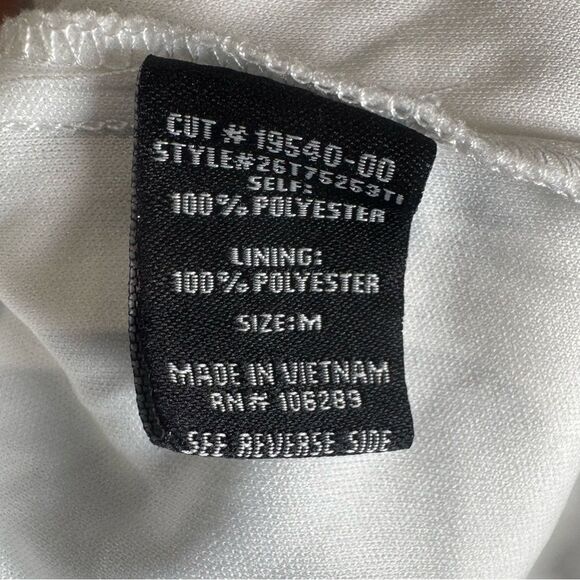 CUT # 19540-00
STYLE#26T75253T1
SELF:
100% POLYESTER
LINING:
100% POLYESTER
SIZE:M
MADE IN VIETNAM
RN# 106289
SEE REVERSE SIDE